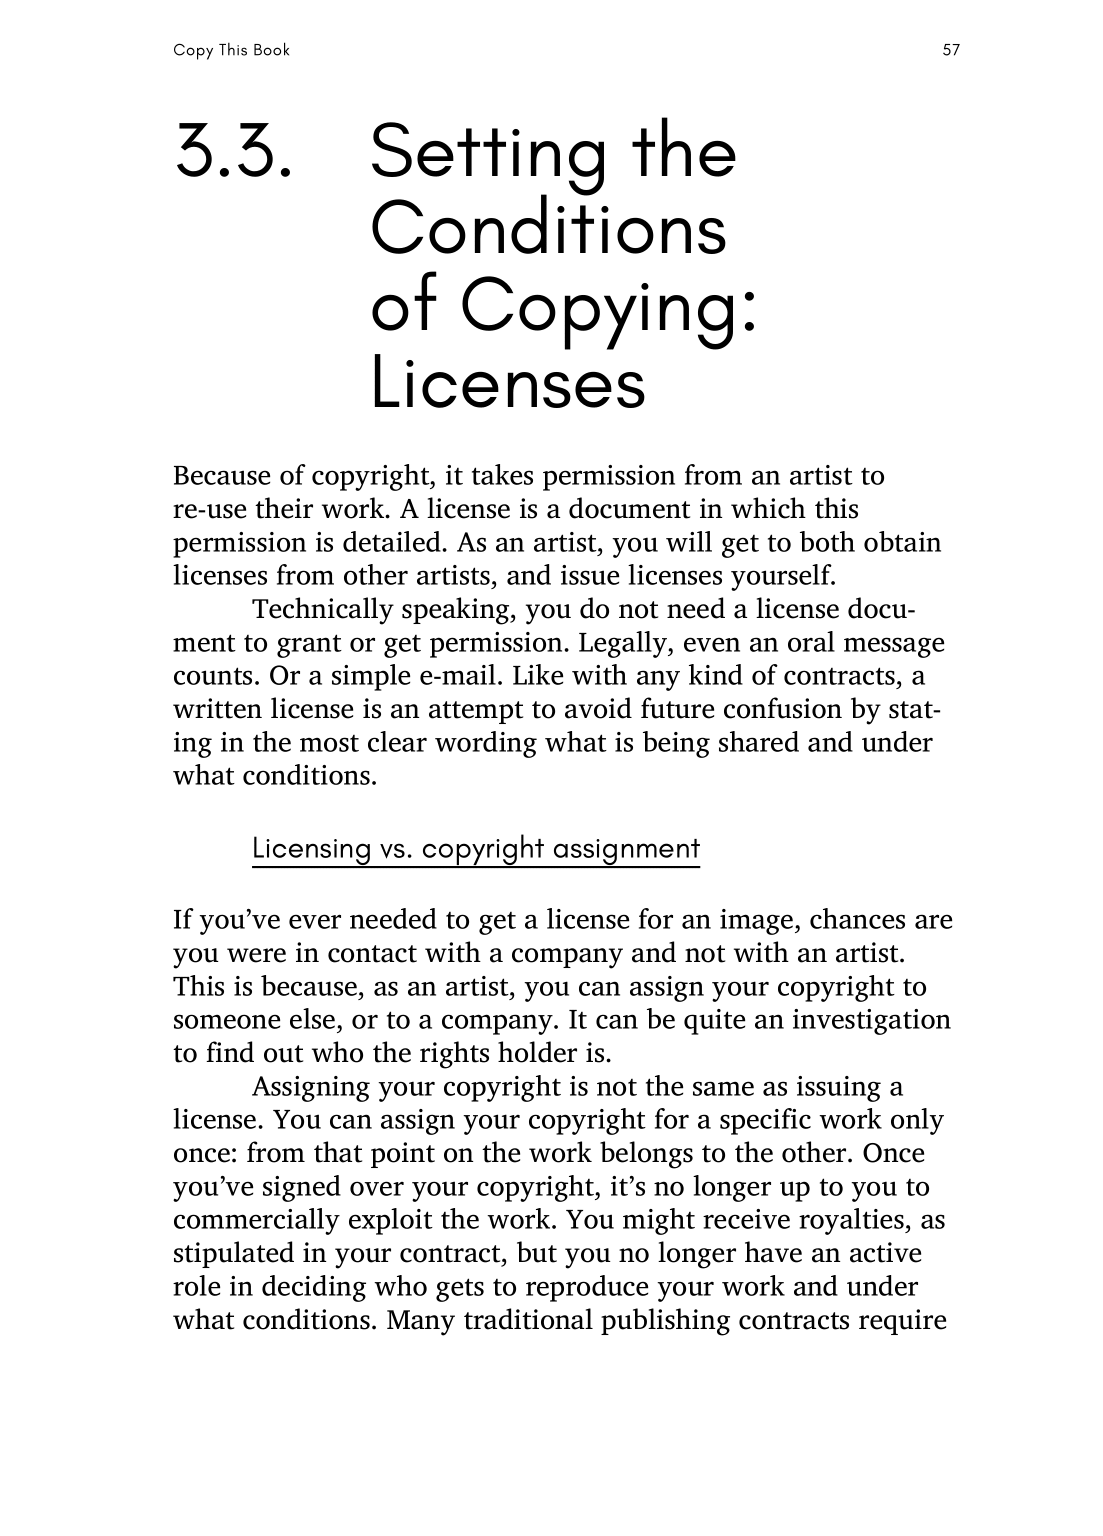 Copy This Book 57
3.3. Setting the
Conditions
of Copying:
Licenses
Because of copyright, it takes permission from an artist to
re-use their work. A license is a document in which this
permission is detailed. As an artist, you will get to both obtain
licenses from other artists, and issue licenses yourself.
Technically speaking, you do not need a license docu-
ment to grant or get permission. Legally, even an oral message
counts. Or a simple e-mail. Like with any kind of contracts, a
written license is an attempt to avoid future confusion by stat-
ing in the most clear wording what is being shared and under
what conditions.
Licensing vs. copyright assignment
If you’ve ever needed to get a license for an image, chances are
you were in contact with a company and not with an artist.
This is because, as an artist, you can assign your copyright to
someone else, or to a company. It can be quite an investigation
to find out who the rights holder is.
Assigning your copyright is not the same as issuing a
license. You can assign your copyright for a specific work only
once: from that point on the work belongs to the other. Once
you’ve signed over your copyright, it’s no longer up to you to
commercially exploit the work. You might receive royalties, as
stipulated in your contract, but you no longer have an active
role in deciding who gets to reproduce your work and under
what conditions. Many traditional publishing contracts require